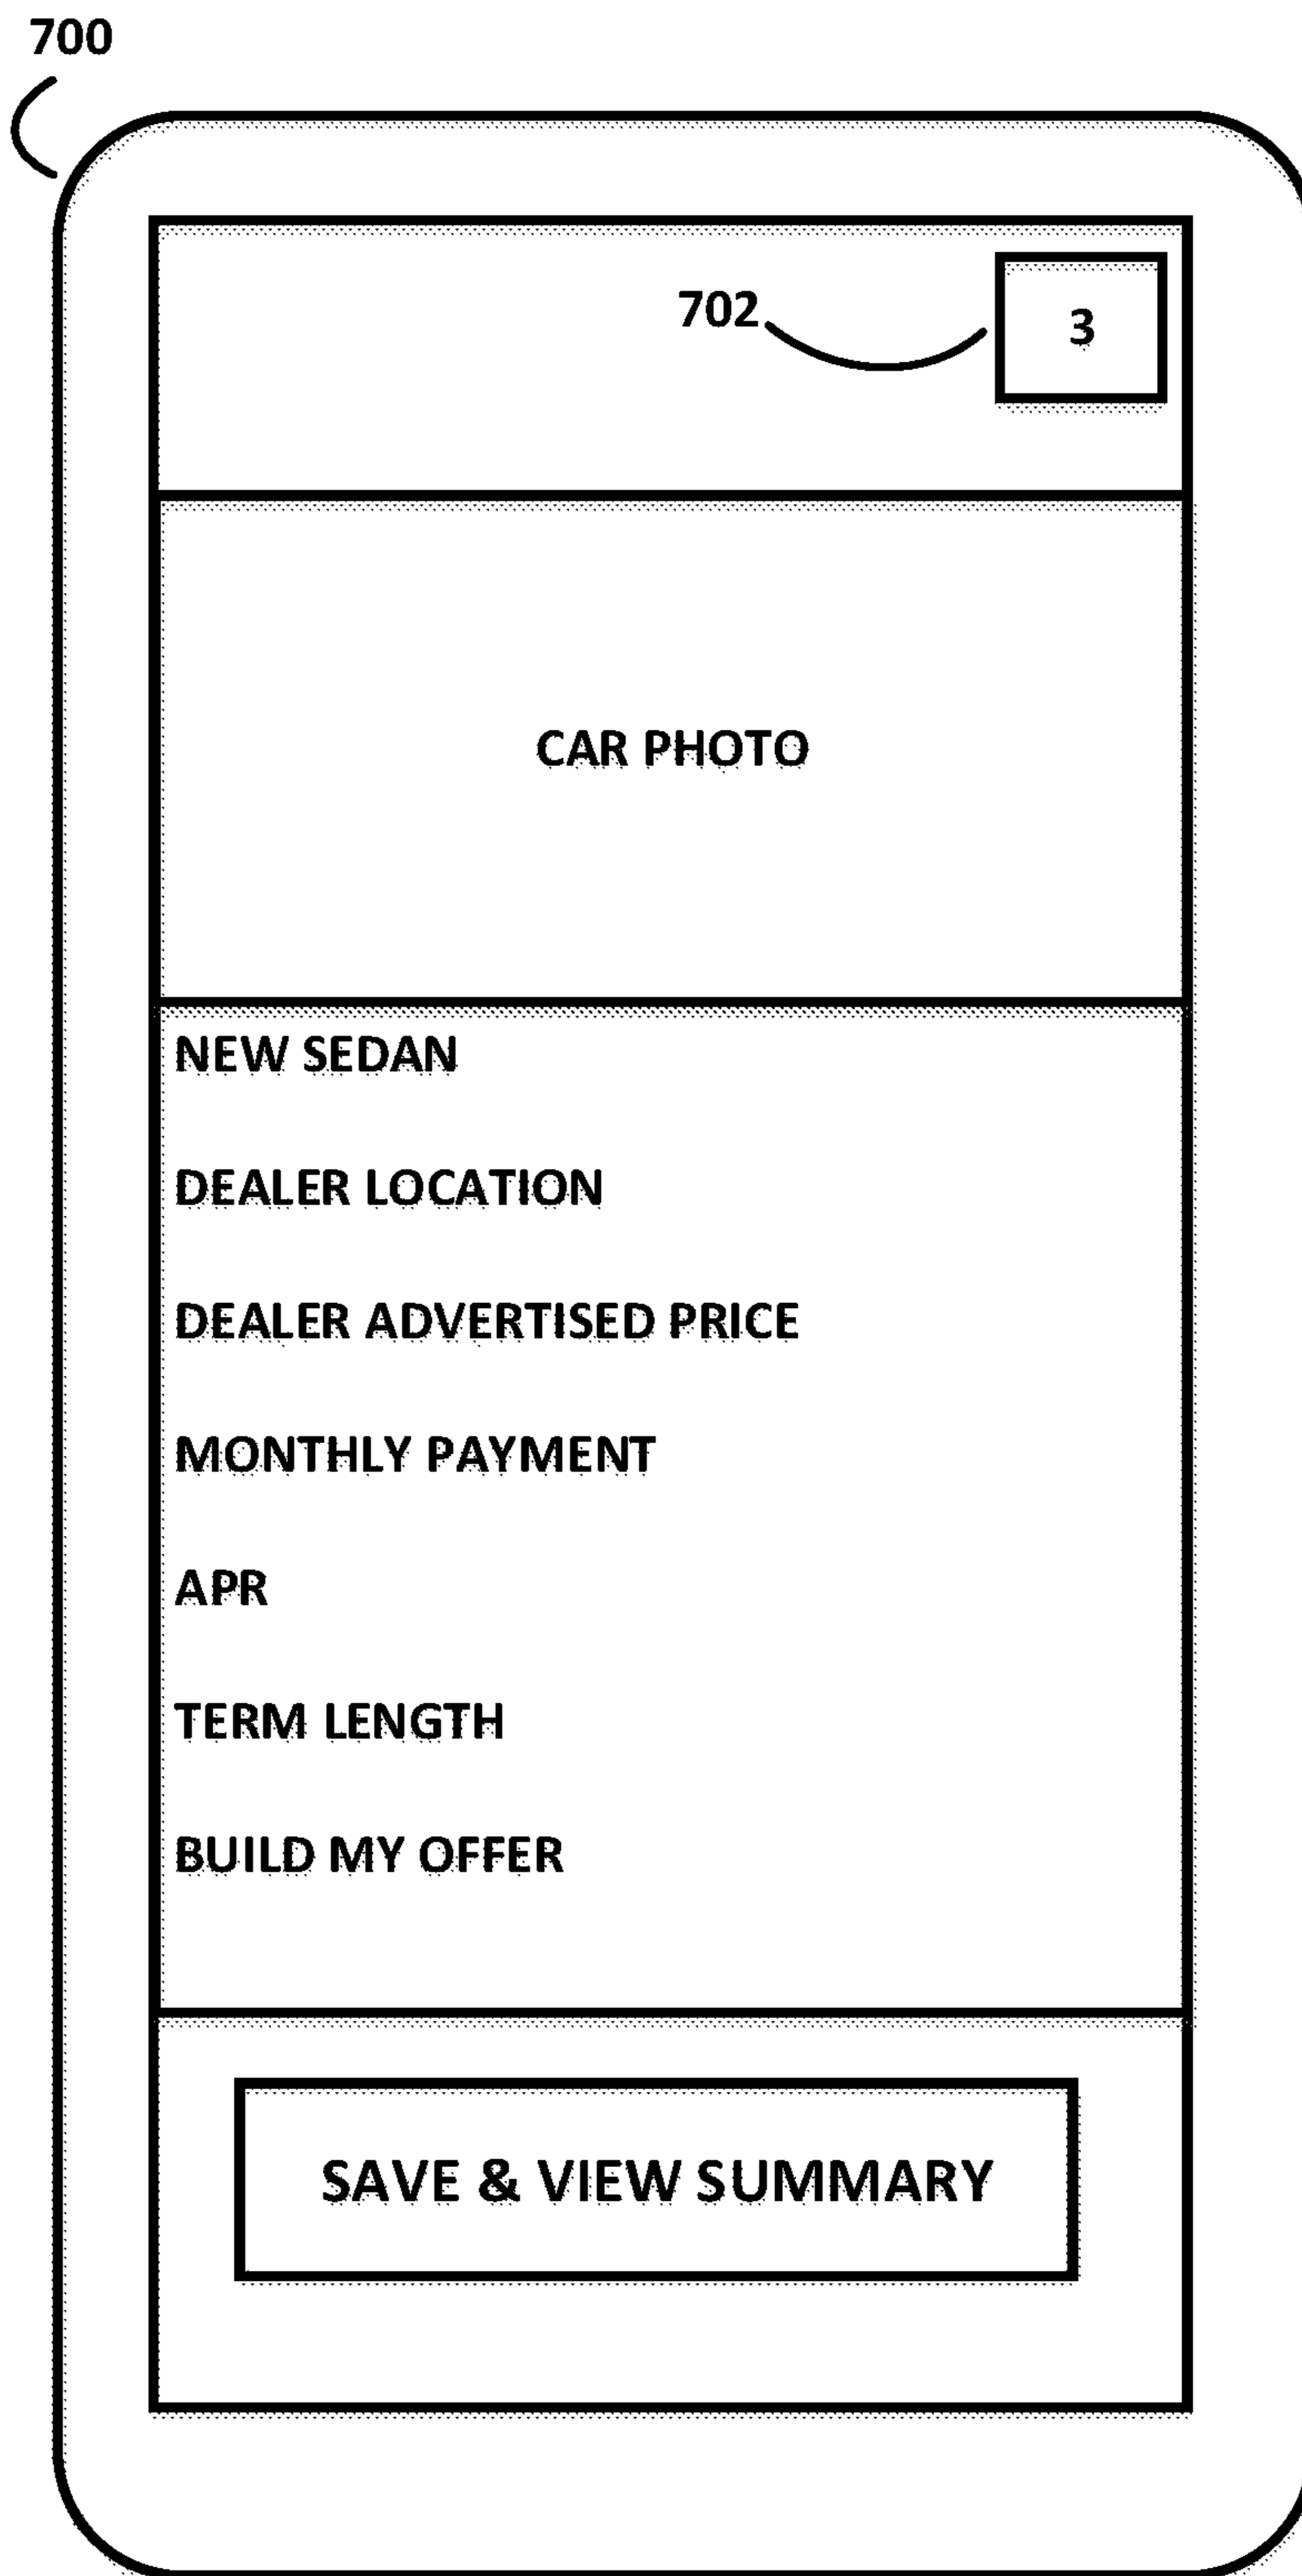 700
702
3
CAR PHOTO
NEW SEDAN
DEALER LOCATION
DEALER ADVERTISED PRICE
MONTHLY PAYMENT
APR
TERM LENGTH
BUILD MY OFFER
SAVE & VIEW SUMMARY